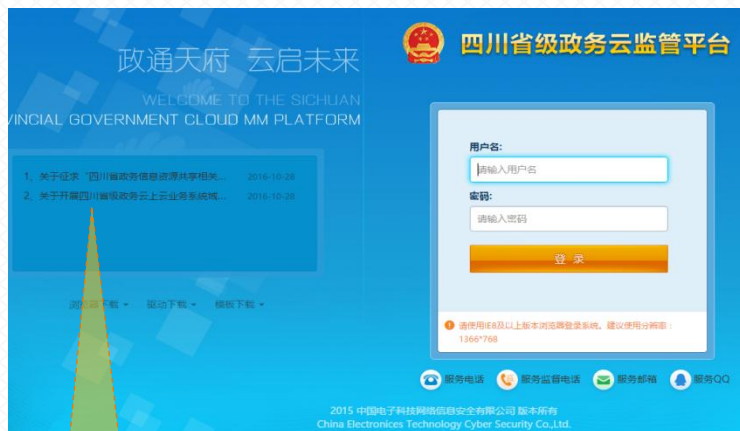 四川省级政务云监管平台
政通天府 云启未来
WELCOME TO THE SICHUAN
VINCIAL GOVERNMENT CLOUD MM PLATFORM
1、关于征求“四川省政务信息资源共享相关... 2016-10-28
2、关于开展四川省级政务云上云业务系统域... 2016-10-28
浏览器下载 驱动下载 模板下载
用户名:
请输入用户名
密码:
请输入密码
登 录
请使用IE8及以上版本浏览器登录系统，建议使用分辨率：
1366*768
服务电话 服务监督电话 服务邮箱 服务QQ
2015 中国电子科技网络信息安全有限公司 版本所有
China Electronices Technology Cyber Security Co.,Ltd.